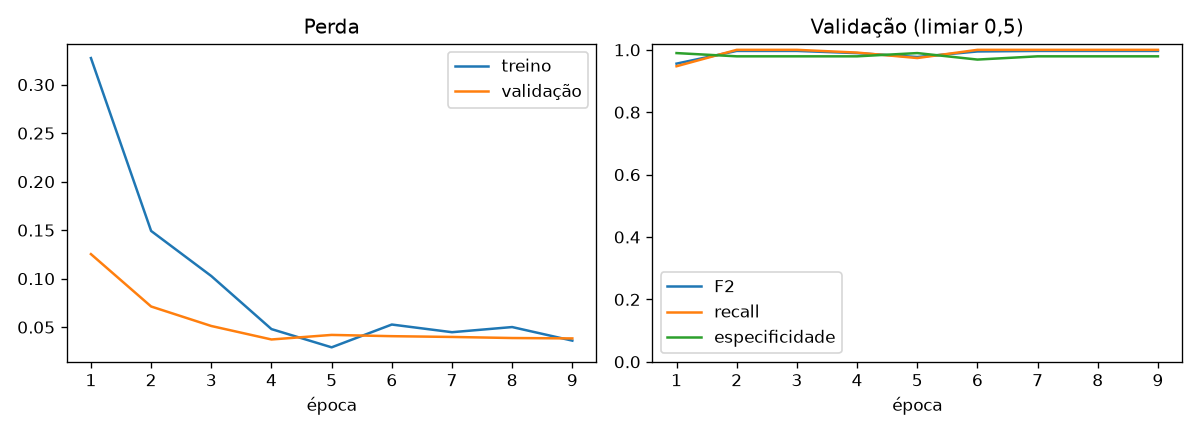 Perda
0.30
0.25
0.20
0.15
0.10
0.05
treino
validação
1 2 3 4 5 6 7 8 9
época
Validação (limiar 0,5)
1.0
0.8
0.6
0.4
0.2
0.0
F2
recall
especificidade
1 2 3 4 5 6 7 8 9
época